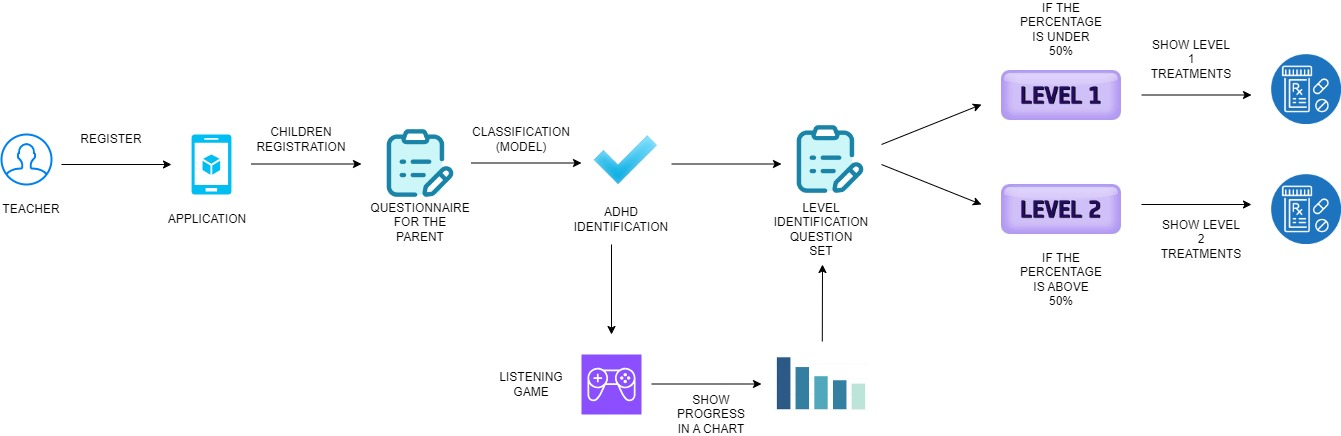 TEACHER
REGISTER
APPLICATION
CHILDREN
REGISTRATION
QUESTIONNAIRE
FOR THE
PARENT
CLASSIFICATION
(MODEL)
ADHD
IDENTIFICATION
LISTENING
GAME
SHOW
PROGRESS
IN A CHART
LEVEL
IDENTIFICATION
QUESTION
SET
IF THE
PERCENTAGE
IS UNDER
50%
LEVEL 1
SHOW LEVEL
1
TREATMENTS
Rx
LEVEL 2
IF THE
PERCENTAGE
IS ABOVE
50%
SHOW LEVEL
2
TREATMENTS
Rx